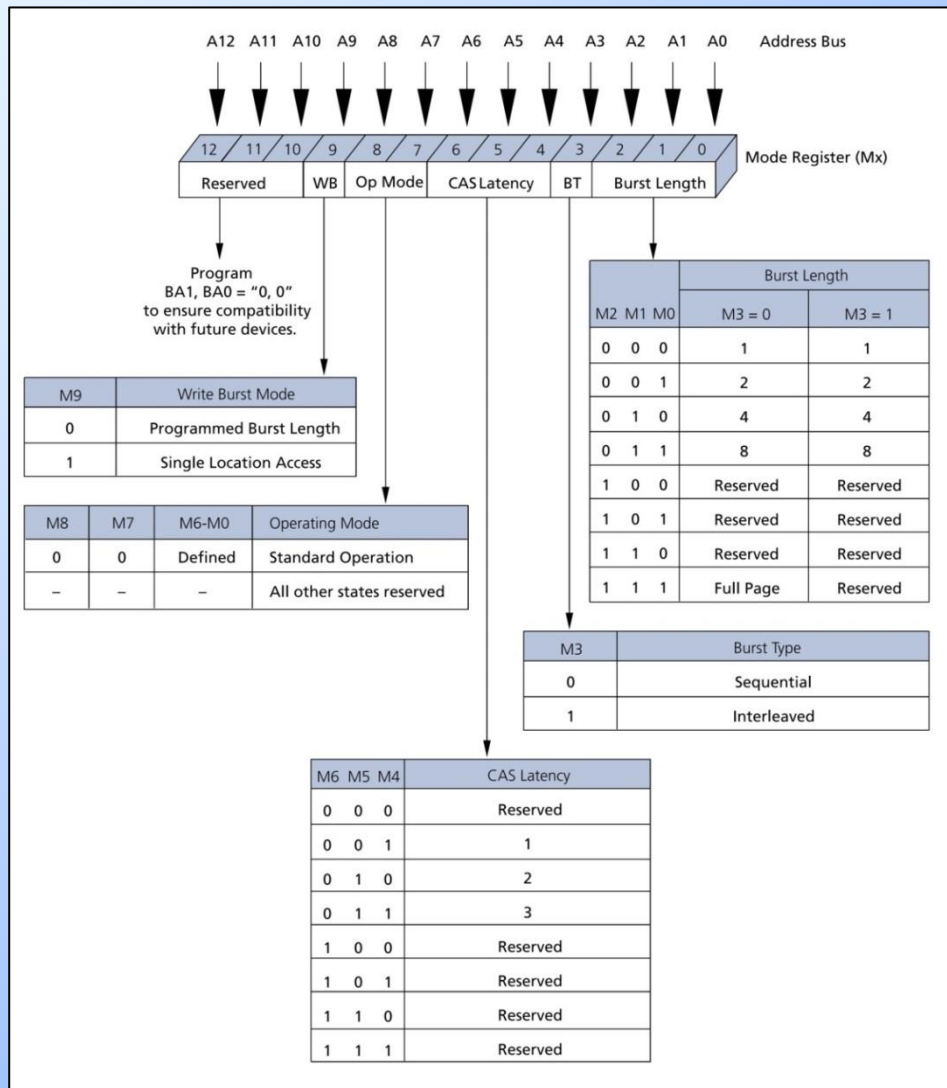 A12 A11 A10 A9 A8 A7 A6 A5 A4 A3 A2 A1 A0 Address Bus
12 11 10 9 8 7 6 5 4 3 2 1 0 Mode Register (Mx)
Reserved WB Op Mode CAS Latency BT Burst Length
Program
BA1, BA0 = “0, 0”
to ensure compatibility
with future devices.
Burst Length
M2 M1 M0 M3 = 0 M3 = 1
0 0 0 1 1
0 0 1 2 2
0 1 0 4 4
0 1 1 8 8
1 0 0 Reserved Reserved
1 0 1 Reserved Reserved
1 1 0 Reserved Reserved
1 1 1 Full Page Reserved
M9 Write Burst Mode
0 Programmed Burst Length
1 Single Location Access
M8 M7 M6-M0 Operating Mode
0 0 Defined Standard Operation
– – – All other states reserved
M3 Burst Type
0 Sequential
1 Interleaved
M6 M5 M4 CAS Latency
0 0 0 Reserved
0 0 1 1
0 1 0 2
0 1 1 3
1 0 0 Reserved
1 0 1 Reserved
1 1 0 Reserved
1 1 1 Reserved